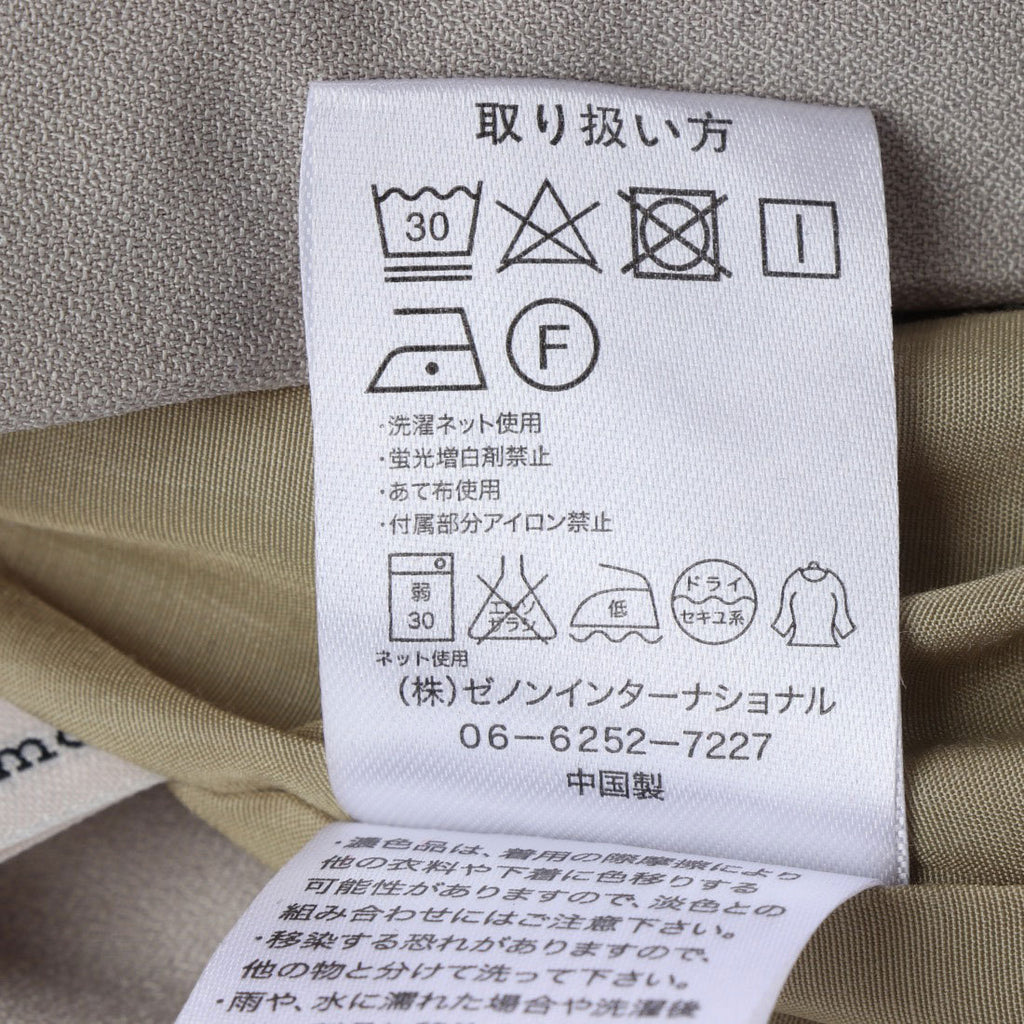 取り扱い方
30
F
・洗濯ネット使用
・蛍光増白剤禁止
・あて布使用
・付属部分アイロン禁止
弱
30
エンソ
サラシ
低
ドライ
セキユ系
ネット使用
(株)ゼノンインターナショナル
06-6252-7227
中国製
・濃色品は、着用の際摩擦により
他の衣料や下着に色移りする
可能性がありますので、淡色との
組み合わせにはご注意下さい。
・移染する恐れがありますので、
他の物と分けて洗って下さい。
・雨や、水に濡れた場合や洗濯後